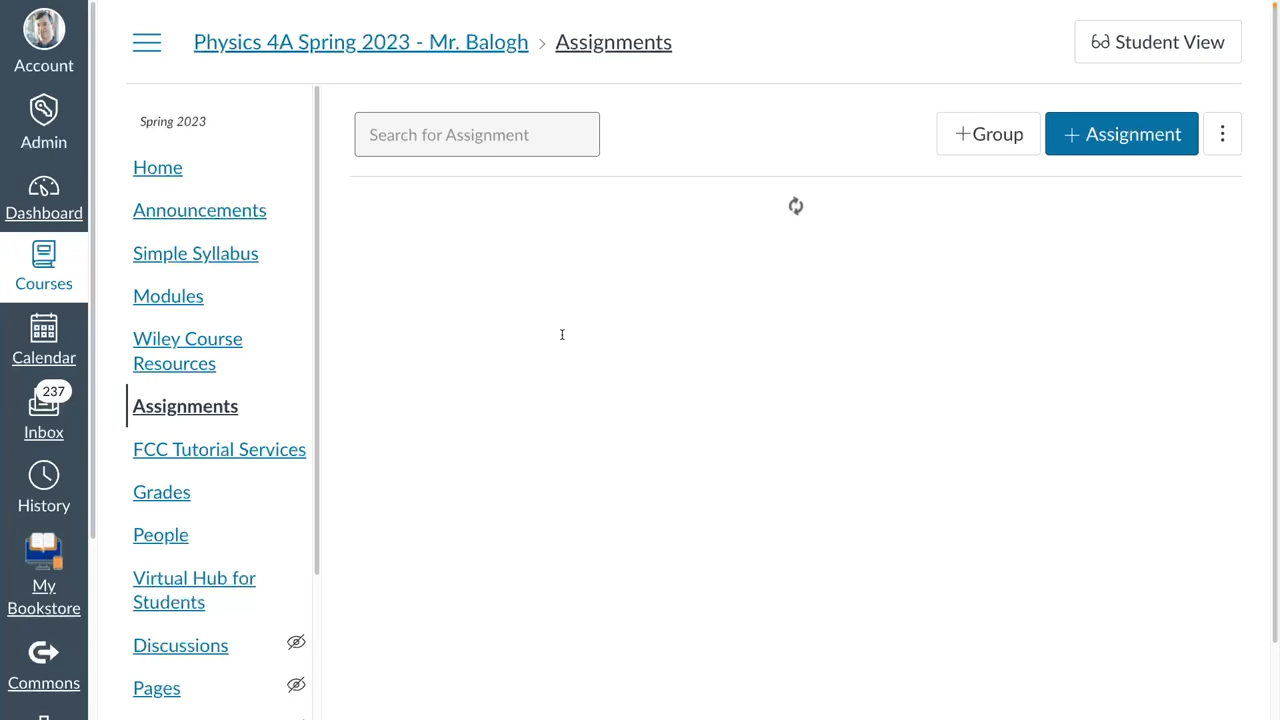 Account
Admin
Dashboard
Courses
Calendar
237
Inbox
History
My
Bookstore
Commons
Physics 4A Spring 2023 - Mr. Balogh > Assignments
Student View
Spring 2023
Home
Announcements
Simple Syllabus
Modules
Wiley Course
Resources
Assignments
FCC Tutorial Services
Grades
People
Virtual Hub for
Students
Discussions
Pages
Search for Assignment
+Group
+ Assignment